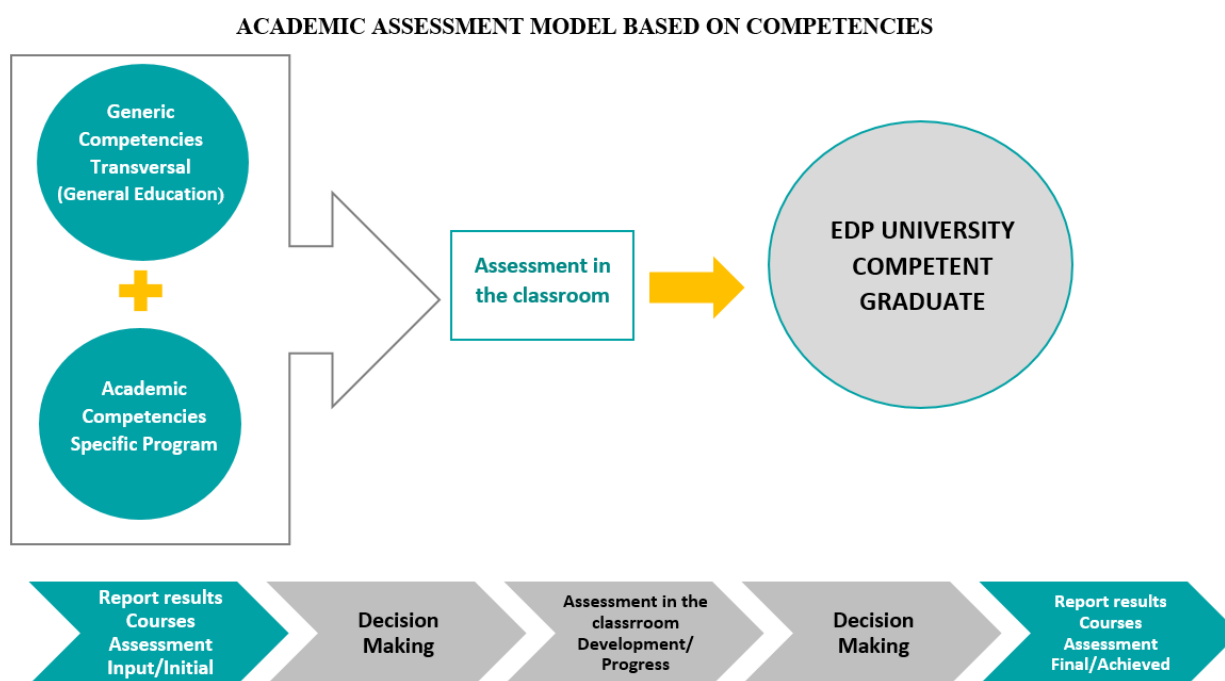 ACADEMIC ASSESSMENT MODEL BASED ON COMPETENCIES
Generic
Competencies
Transversal
(General Education)
Academic
Competencies
Specific Program
Assessment in
the classroom
EDP UNIVERSITY
COMPETENT
GRADUATE
Report results
Courses
Assessment
Input/Initial
Decision
Making
Assessment in the
classrroom
Development/
Progress
Decision
Making
Report results
Courses
Assessment
Final/Achieved